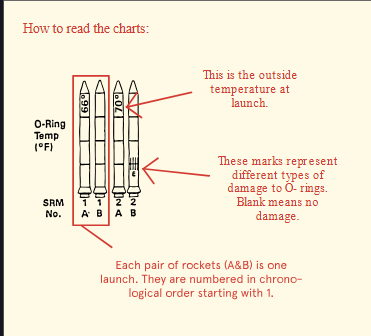 How to read the charts:
This is the outside
temperature at
launch.
66°
70°
O-Ring
Temp
(°F)
These marks represent
different types of
damage to O- rings.
Blank means no
damage.
SRM 1 1 2 2
No. A B A B
Each pair of rockets (A&B) is one
launch. They are numbered in chrono-
logical order starting with 1.